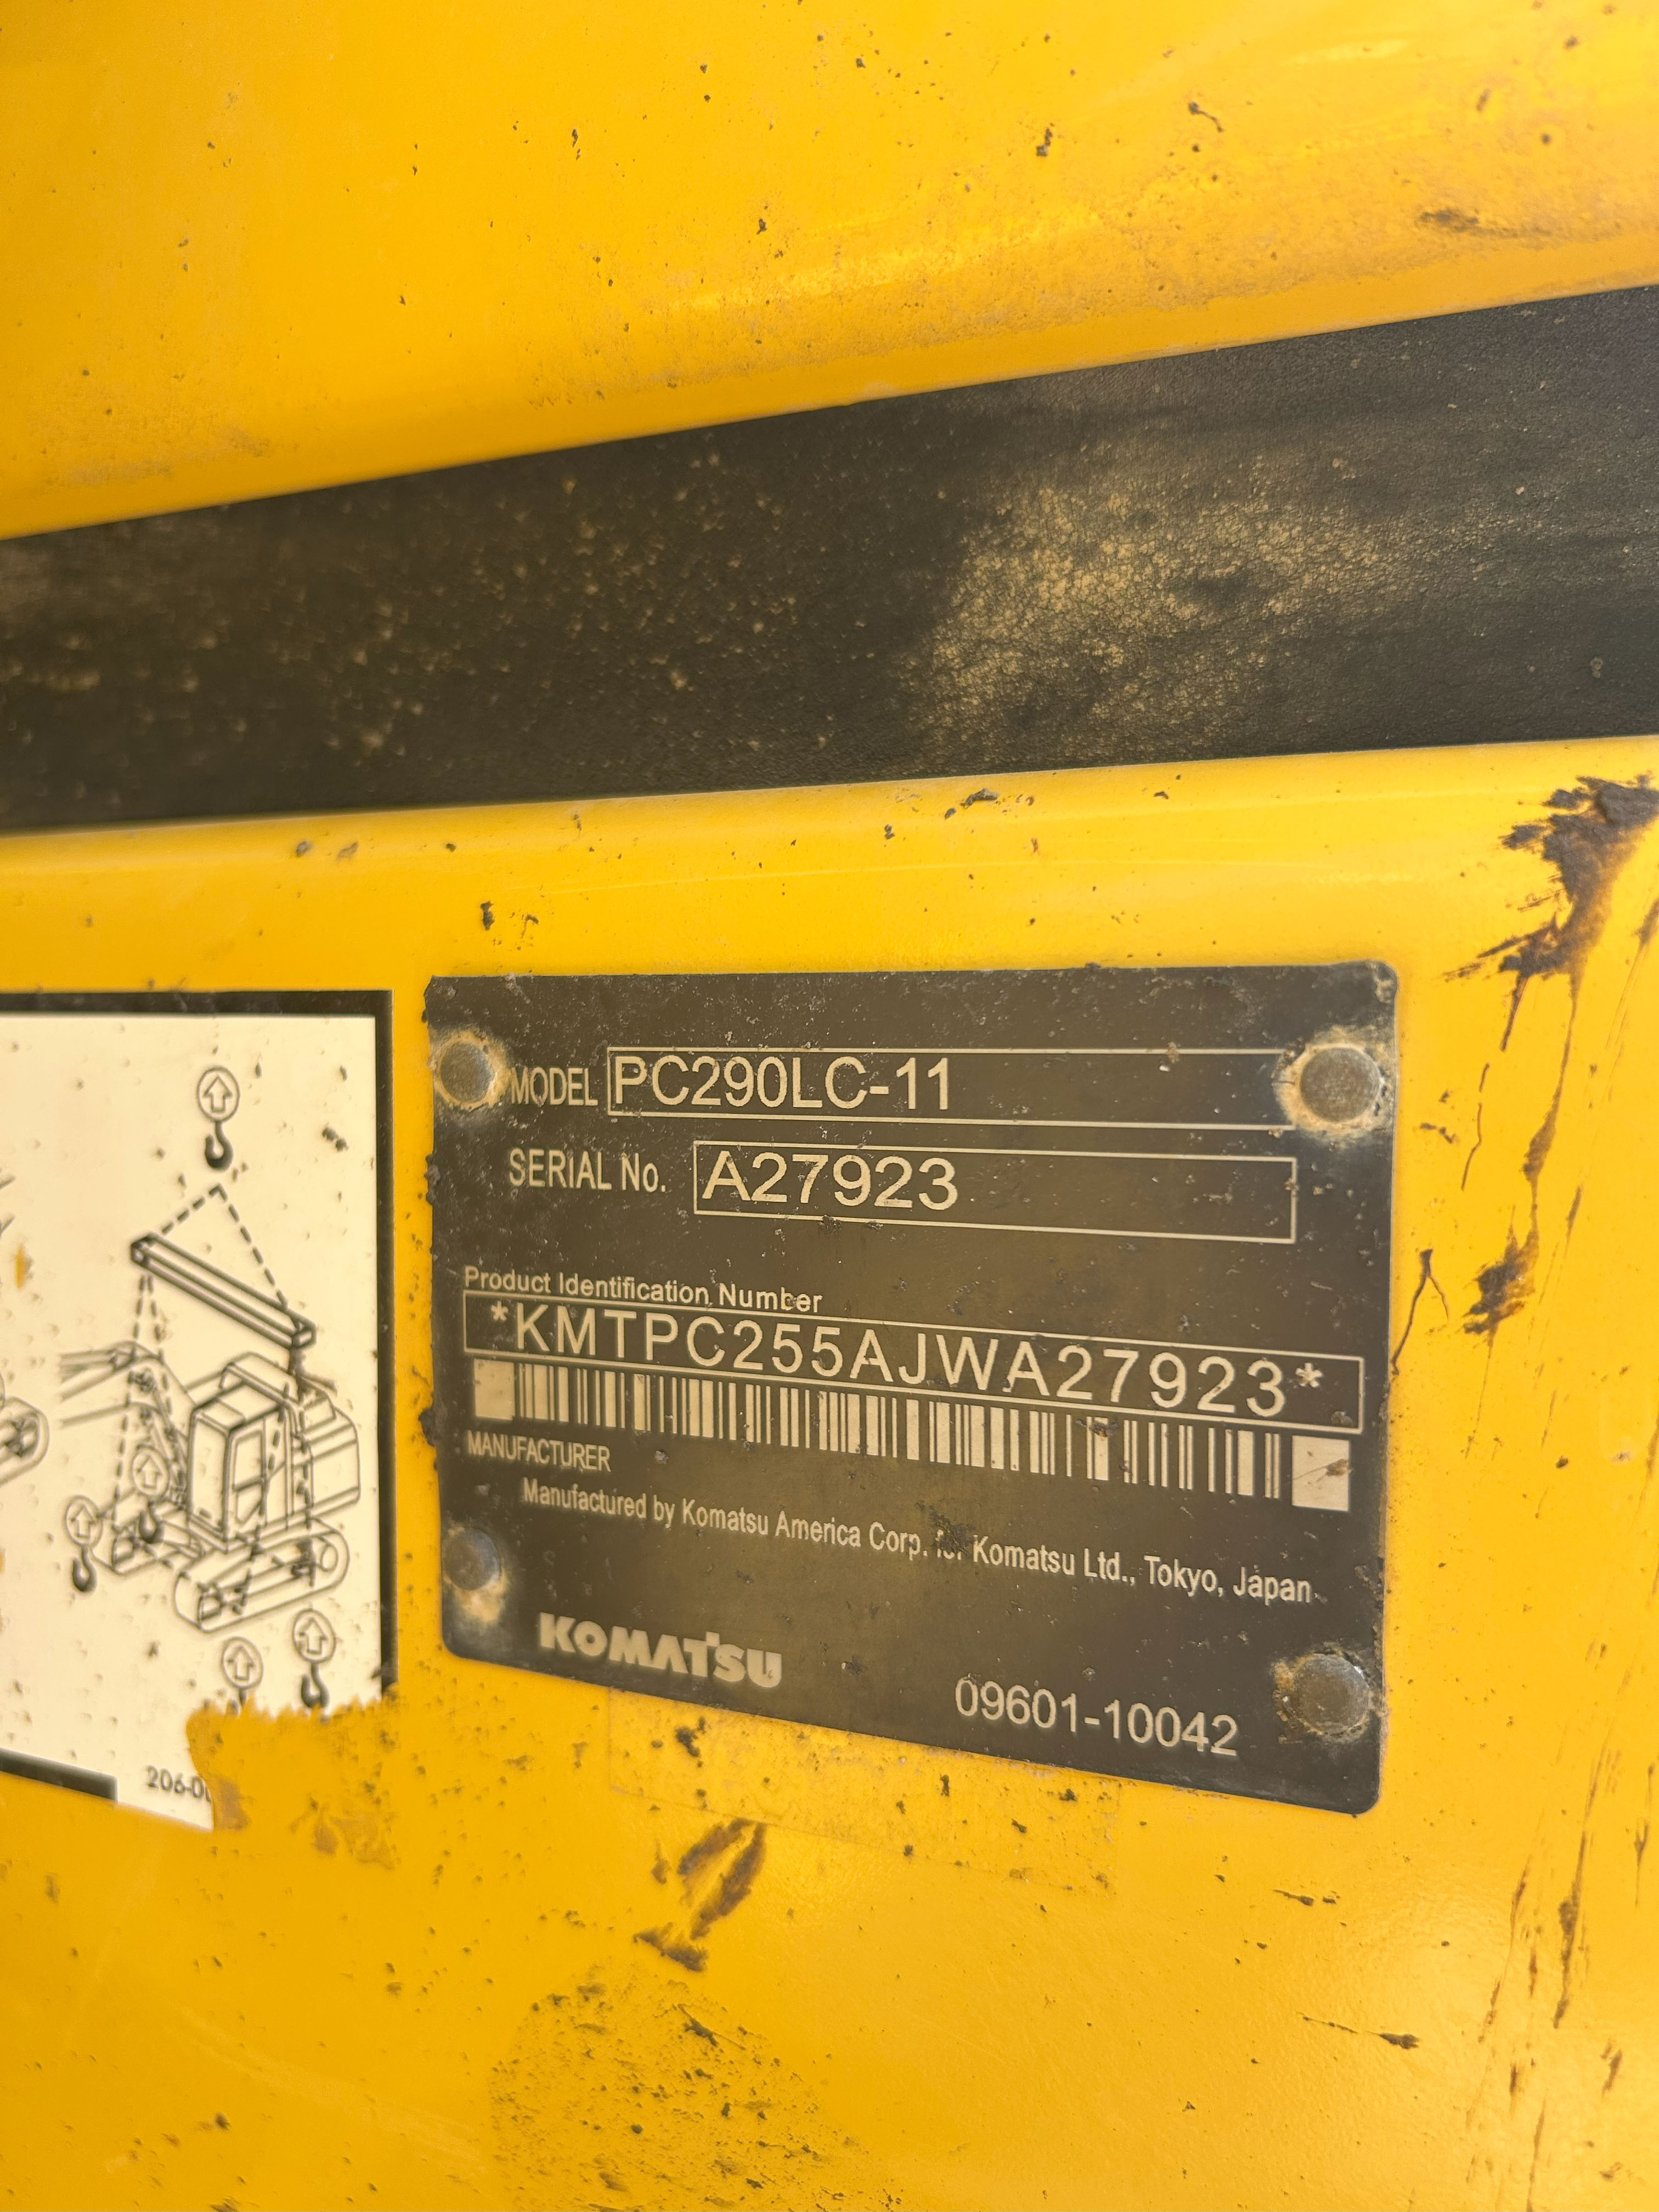 MODEL PC290LC-11
SERIAL No. A27923
Product Identification Number
*KMTPC255AJWA27923*
MANUFACTURER
Manufactured by Komatsu America Corp. for Komatsu Ltd., Tokyo, Japan
KOMATSU
09601-10042